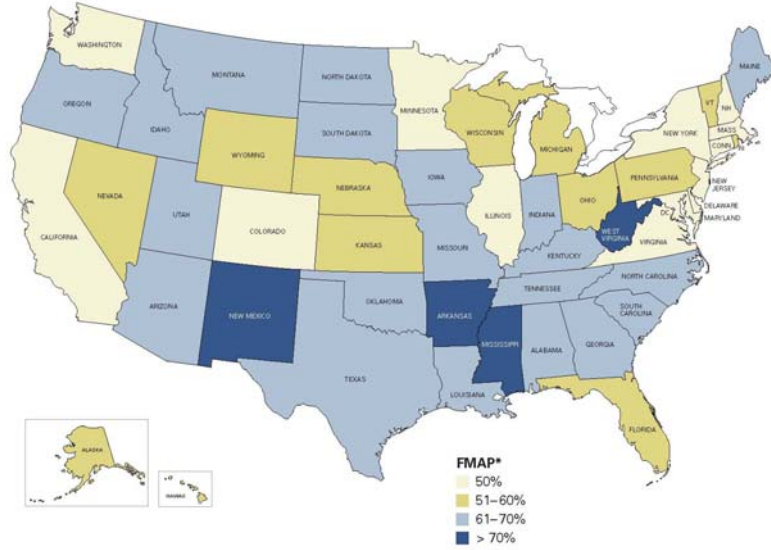 WASHINGTON
MAINE
MONTANA
NORTH DAKOTA
VT
NH
MINNESOTA
OREGON
MASS
WISCONSIN
NEW YORK
IDAHO
SOUTH DAKOTA
CONN
RI
MICHIGAN
WYOMING
PENNSYLVANIA
IOWA
NEW
JERSEY
NEBRASKA
NEVADA
OHIO
DELAWARE
ILLINOIS
INDIANA
DC
MARYLAND
UTAH
WEST
VIRGINIA
COLORADO
CALIFORNIA
VIRGINIA
KANSAS
MISSOURI
KENTUCKY
NORTH CAROLINA
TENNESSEE
OKLAHOMA
ARIZONA
SOUTH
CAROLINA
NEW MEXICO
ARKANSAS
MISSISSIPPI
ALABAMA
GEORGIA
TEXAS
LOUISIANA
FLORIDA
ALASKA
HAWAII
FMAP*
50%
51–60%
61–70%
> 70%